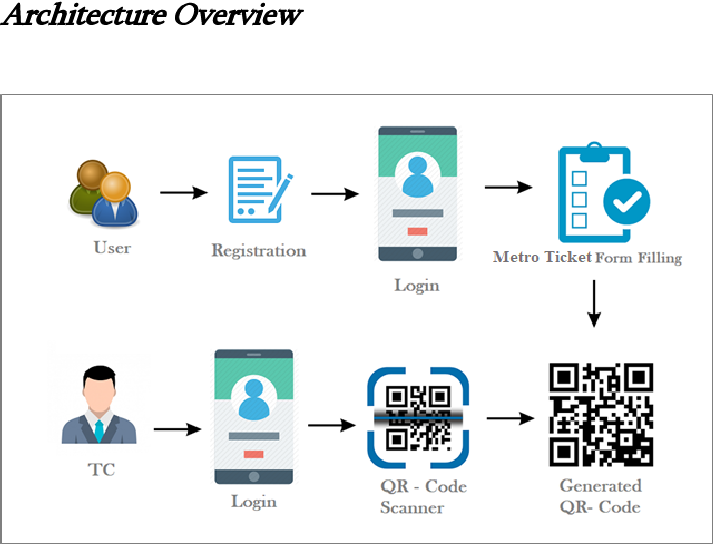 Architecture Overview
User
Registration
Login
Metro Ticket Form Filling
TC
Login
QR - Code
Scanner
Generated
QR- Code